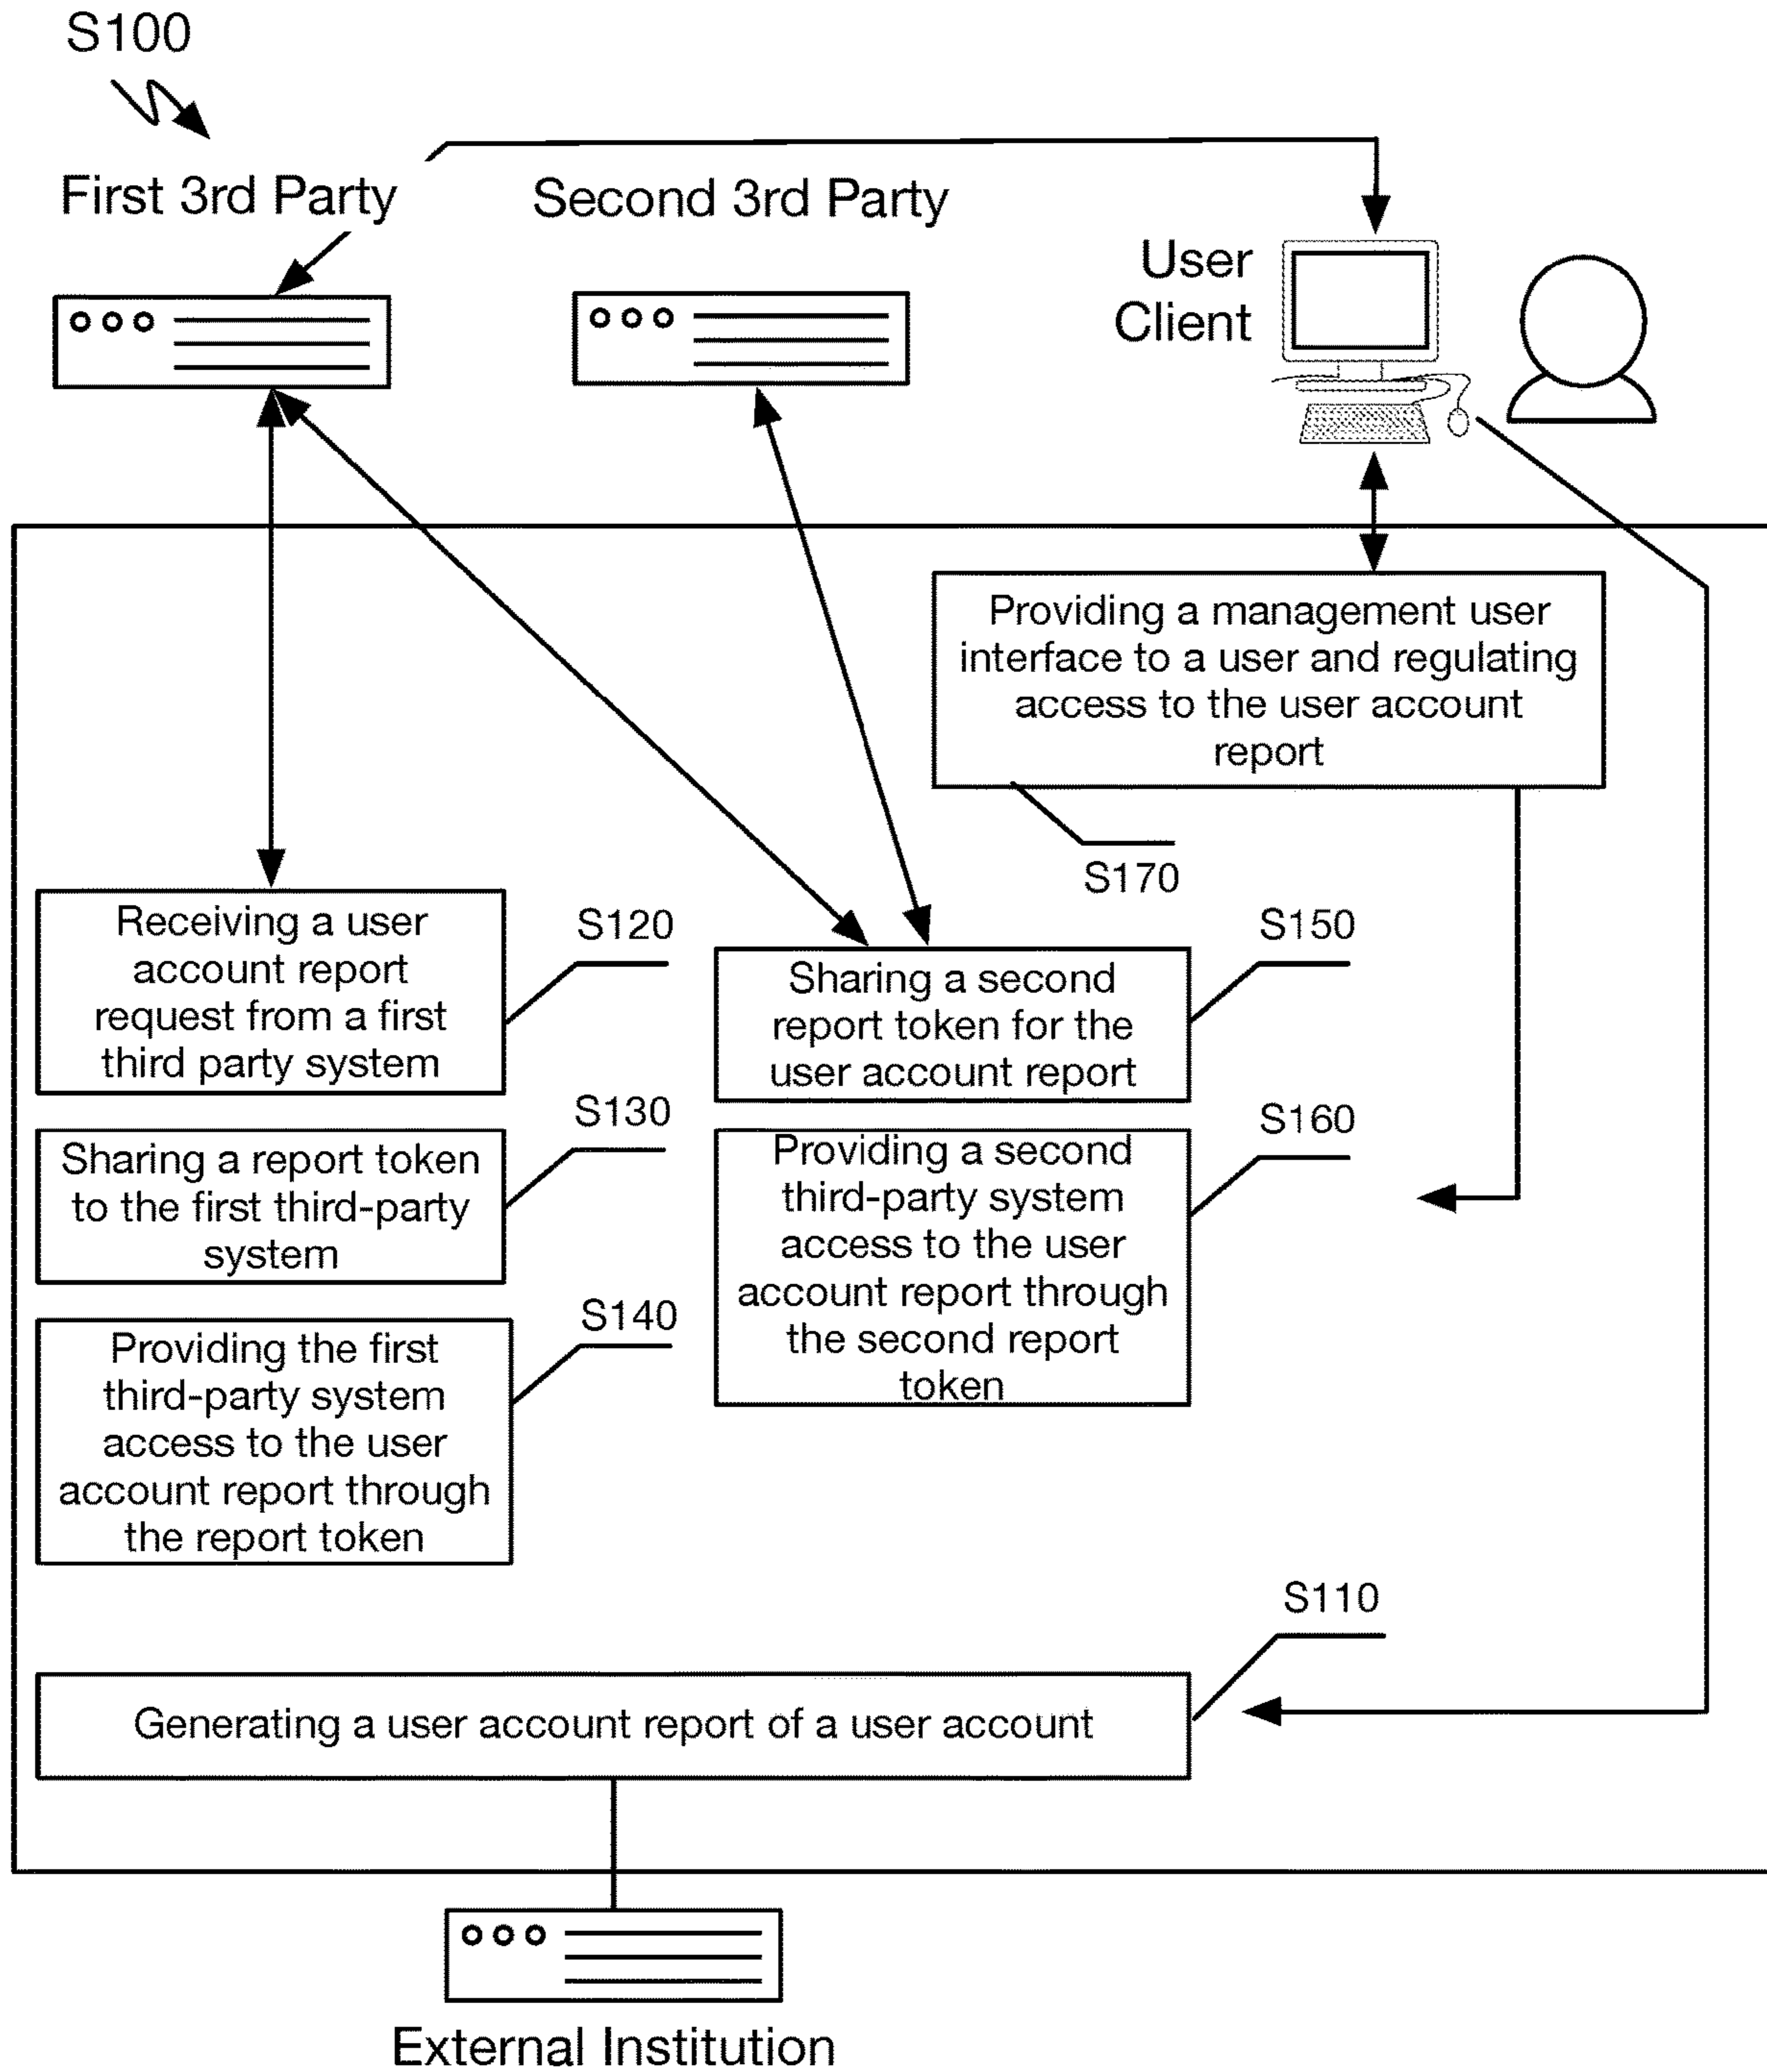 S100
First 3rd Party
Second 3rd Party
User
Client
Providing a management user
interface to a user and regulating
access to the user account
report
S170
Receiving a user
account report
request from a first
third party system
S120
Sharing a second
report token for the
user account report
S150
Sharing a report token
to the first third-party
system
S130
Providing a second
third-party system
access to the user
account report through
the second report
token
S160
Providing the first
third-party system
access to the user
account report through
the report token
S140
S110
Generating a user account report of a user account
External Institution